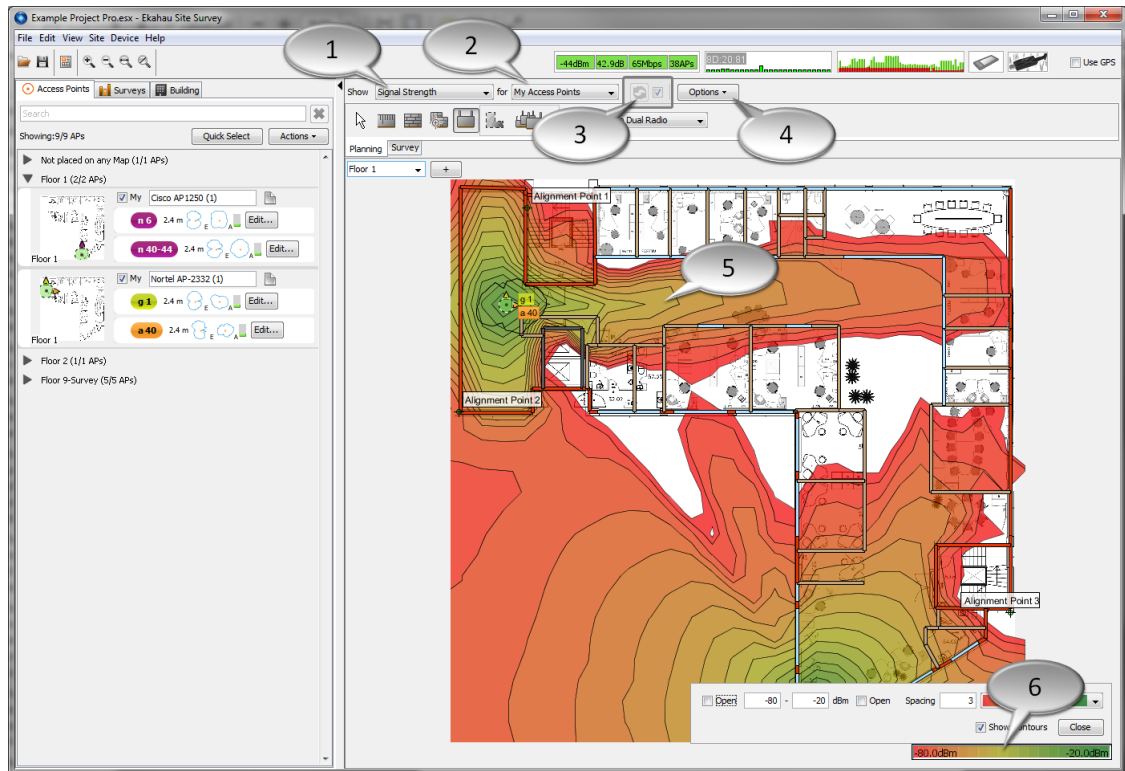 Example Project Pro.esx - Ekahau Site Survey
File Edit View Site Device Help
1
2
-44dBm 42.9dB 65Mbps 38APs
8D:20:81
Use GPS
Access Points Surveys Building
Show Signal Strength for My Access Points Options
Search
3
Dual Radio
4
Showing:9/9 APs Quick Select Actions
Planning Survey
Not placed on any Map (1/1 APs)
Floor 1 +
Floor 1 (2/2 APs)
My Cisco AP1250 (1)
n 6 2.4 m E A Edit...
n 40-44 2.4 m E A Edit...
Floor 1
My Nortel AP-2332 (1)
g 1 2.4 m E A Edit...
a 40 2.4 m E A Edit...
Floor 1
Floor 2 (1/1 APs)
Floor 9-Survey (5/5 APs)
Alignment Point 1
5
g 1
a 40
Alignment Point 2
Alignment Point 3
6
Open -80 - -20 dBm Open Spacing 3
Show Contours Close
-80.0dBm -20.0dBm